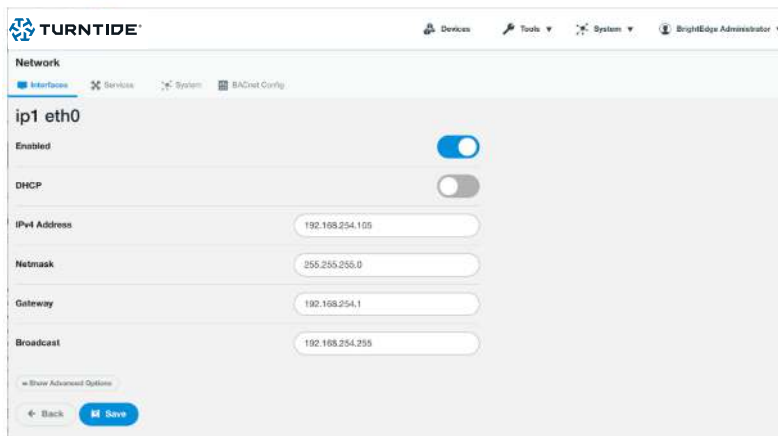 TURNTIDE
Devices Tools System BrightEdge Administrator
Network
Interfaces Services System BACnet Config
ip1 eth0
Enabled
DHCP
IPv4 Address 192.168.254.105
Netmask 255.255.255.0
Gateway 192.168.254.1
Broadcast 192.168.254.255
Show Advanced Options
Back Save